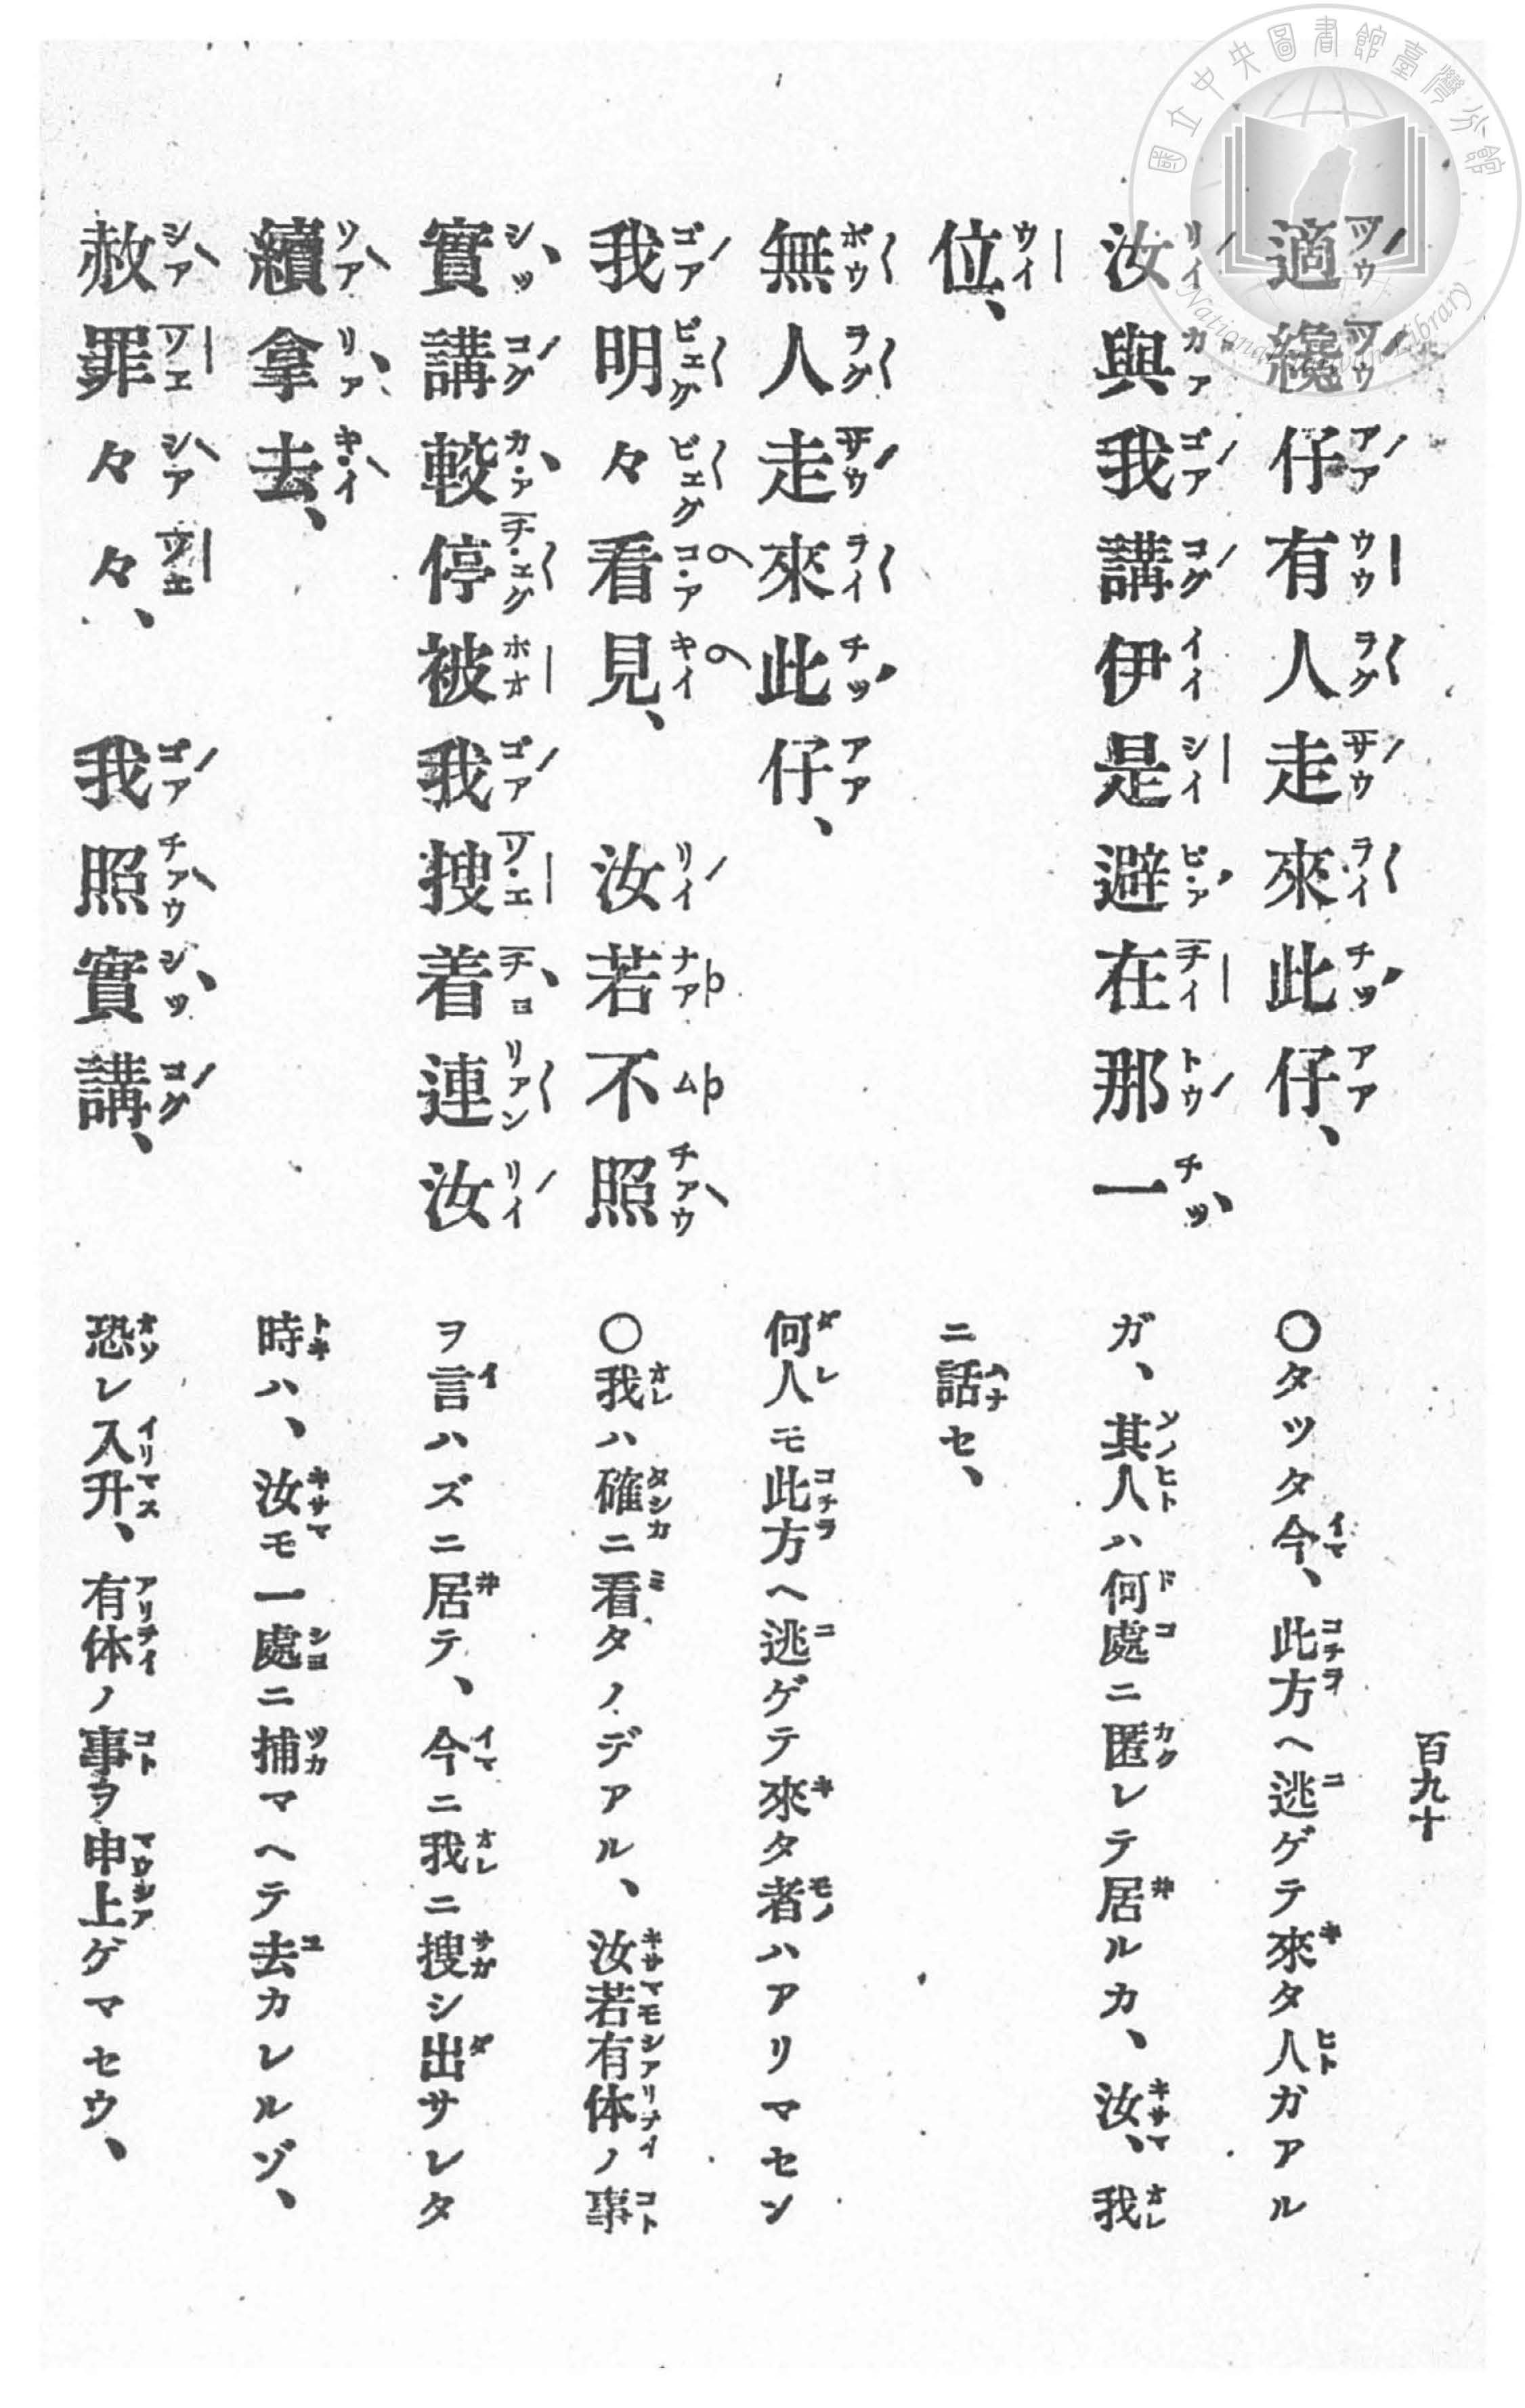 國立中央圖書館臺灣分館
National Taiwan Library
百九十
適纔仔有人走來此仔、
汝與我講伊是避在那一
位、
無人走來此仔、
我明々看見、 汝若不照
實講較停被我搜着連汝
續拿去、
赦罪々々、 我照實講、
〇タッタ今、此方ヘ逃ゲテ來タ人ガアル
ガ、其人ハ何處ニ匿レテ居ルカ、汝、我
ニ話セ、
何人モ此方ヘ逃ゲテ來タ者ハアリマセン
〇我ハ確ニ看タノデアル、汝若有体ノ事
ヲ言ハズニ居テ、今ニ我ニ搜シ出サレタ
時ハ、汝モ一處ニ捕マヘテ去カレルゾ、
恐レ入升、有体ノ事ヲ申上ゲマセウ、